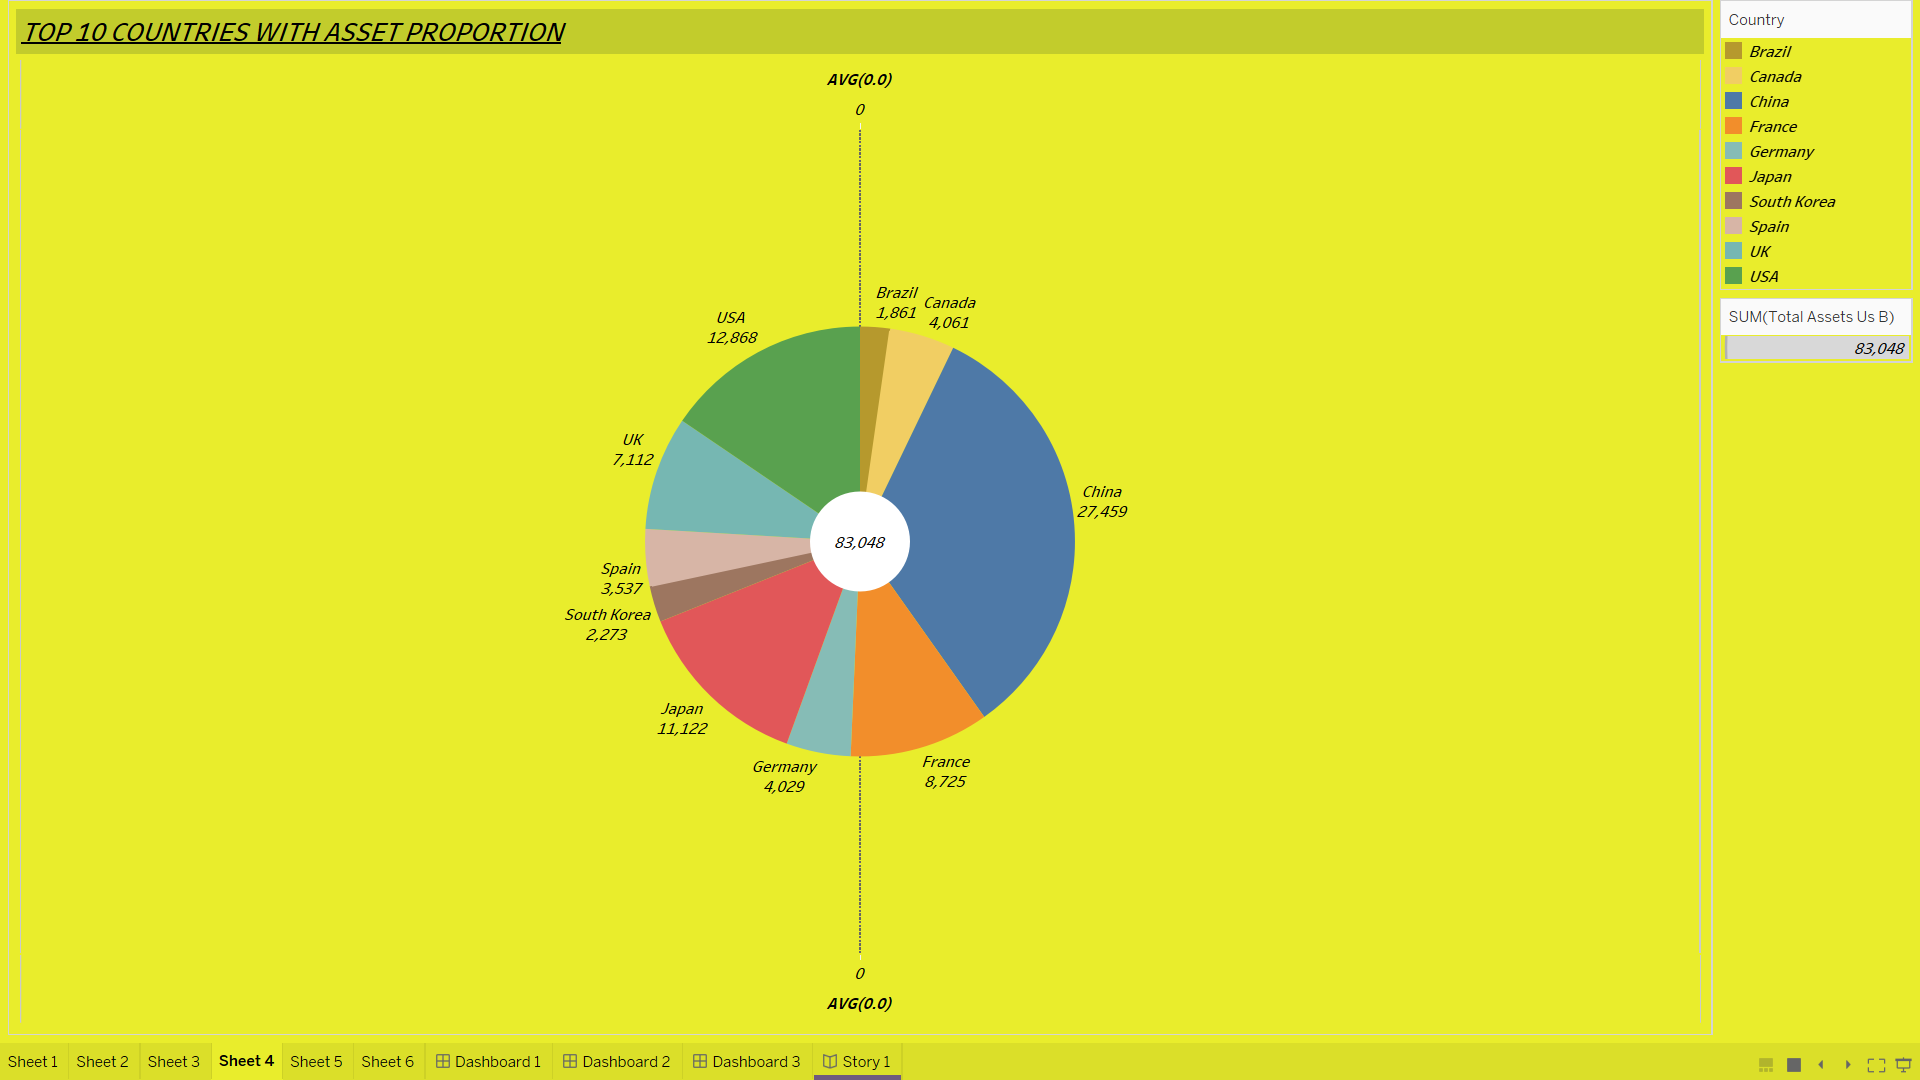 TOP 10 COUNTRIES WITH ASSET PROPORTION
AVG(0.0)
0
Brazil
1,861
Canada
4,061
USA
12,868
UK
7,112
China
27,459
83,048
Spain
3,537
South Korea
2,273
Japan
11,122
Germany
4,029
France
8,725
0
AVG(0.0)
Country
Brazil
Canada
China
France
Germany
Japan
South Korea
Spain
UK
USA
SUM(Total Assets Us B)
83,048
Sheet 1 Sheet 2 Sheet 3 Sheet 4 Sheet 5 Sheet 6 Dashboard 1 Dashboard 2 Dashboard 3 Story 1